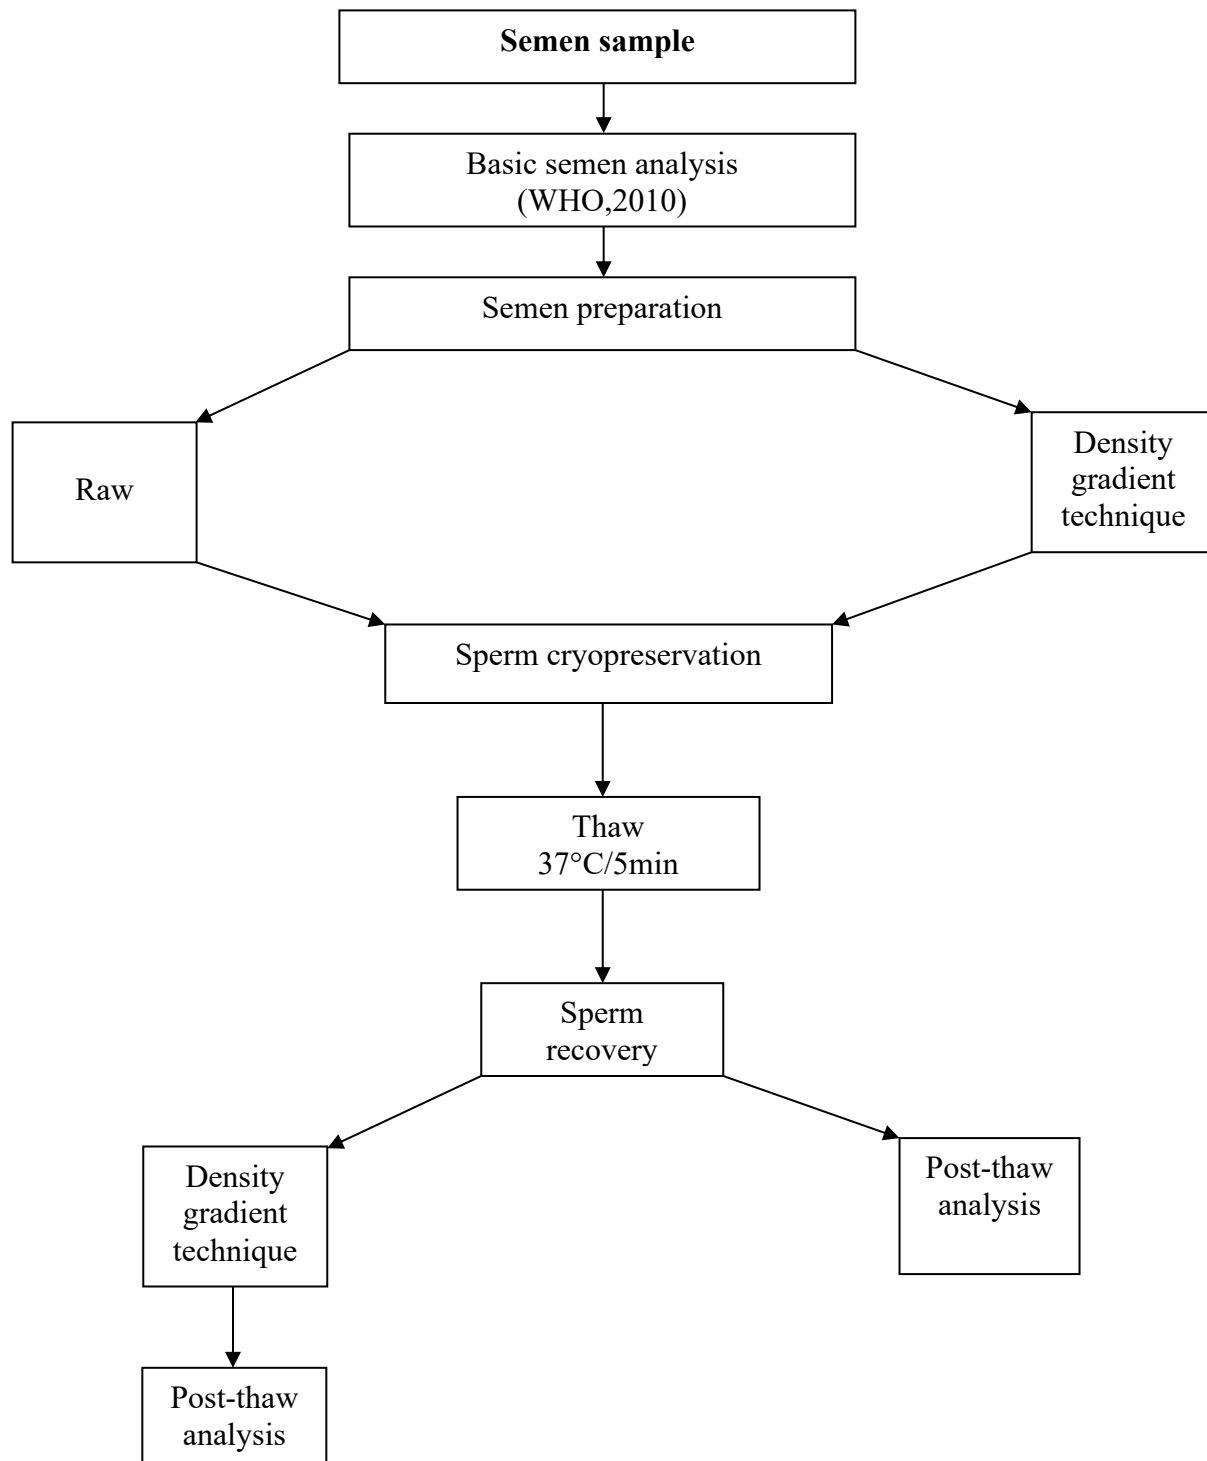 Semen sample
Basic semen analysis
(WHO,2010)
Semen preparation
Raw
Density
gradient
technique
Sperm cryopreservation
Thaw
37°C/5min
Sperm
recovery
Density
gradient
technique
Post-thaw
analysis
Post-thaw
analysis